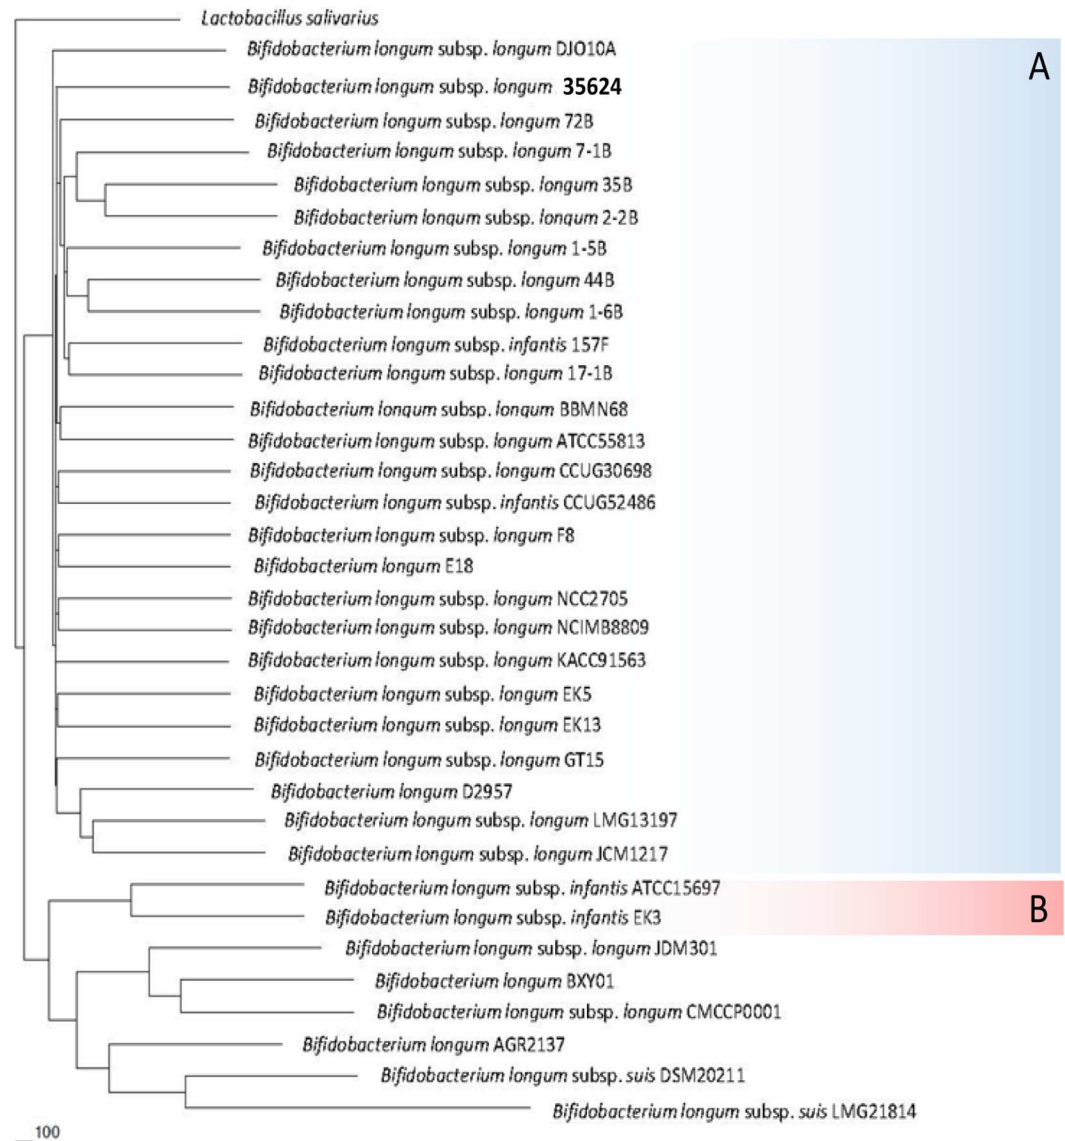 Lactobacillus salivarius
Bifidobacterium longum subsp. longum DJO10A
A
Bifidobacterium longum subsp. longum 35624
Bifidobacterium longum subsp. longum 72B
Bifidobacterium longum subsp. longum 7-1B
Bifidobacterium longum subsp. longum 35B
Bifidobacterium longum subsp. longum 2-2B
Bifidobacterium longum subsp. longum 1-5B
Bifidobacterium longum subsp. longum 44B
Bifidobacterium longum subsp. longum 1-6B
Bifidobacterium longum subsp. infantis 157F
Bifidobacterium longum subsp. longum 17-1B
Bifidobacterium longum subsp. longum BBMN68
Bifidobacterium longum subsp. longum ATCC55813
Bifidobacterium longum subsp. longum CCUG30698
Bifidobacterium longum subsp. infantis CCUG52486
Bifidobacterium longum subsp. longum F8
Bifidobacterium longum E18
Bifidobacterium longum subsp. longum NCC2705
Bifidobacterium longum subsp. longum NCIMB8809
Bifidobacterium longum subsp. longum KACC91563
Bifidobacterium longum subsp. longum EK5
Bifidobacterium longum subsp. longum EK13
Bifidobacterium longum subsp. longum GT15
Bifidobacterium longum D2957
Bifidobacterium longum subsp. longum LMG13197
Bifidobacterium longum subsp. longum JCM1217
Bifidobacterium longum subsp. infantis ATCC15697
B
Bifidobacterium longum subsp. infantis EK3
Bifidobacterium longum subsp. longum JDM301
Bifidobacterium longum BXY01
Bifidobacterium longum subsp. longum CMCCP0001
Bifidobacterium longum AGR2137
Bifidobacterium longum subsp. suis DSM20211
Bifidobacterium longum subsp. suis LMG21814
100